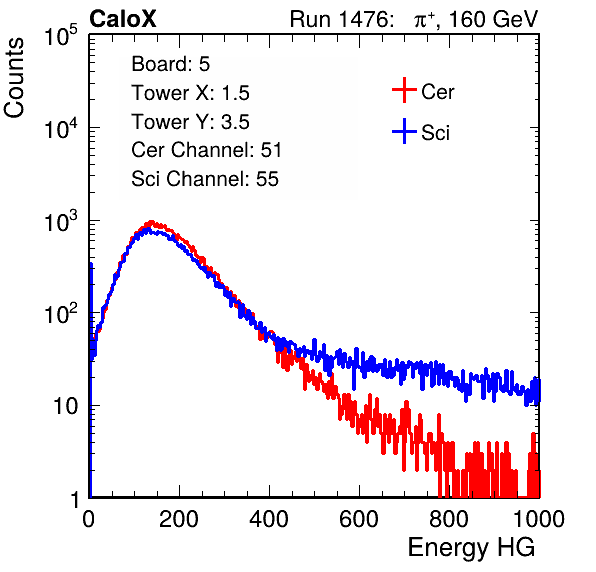 CaloX Run 1476: π⁺, 160 GeV
Counts
10⁵
10⁴
10³
10²
10
1
Board: 5
Tower X: 1.5
Tower Y: 3.5
Cer Channel: 51
Sci Channel: 55
Cer
Sci
0 200 400 600 800 1000
Energy HG